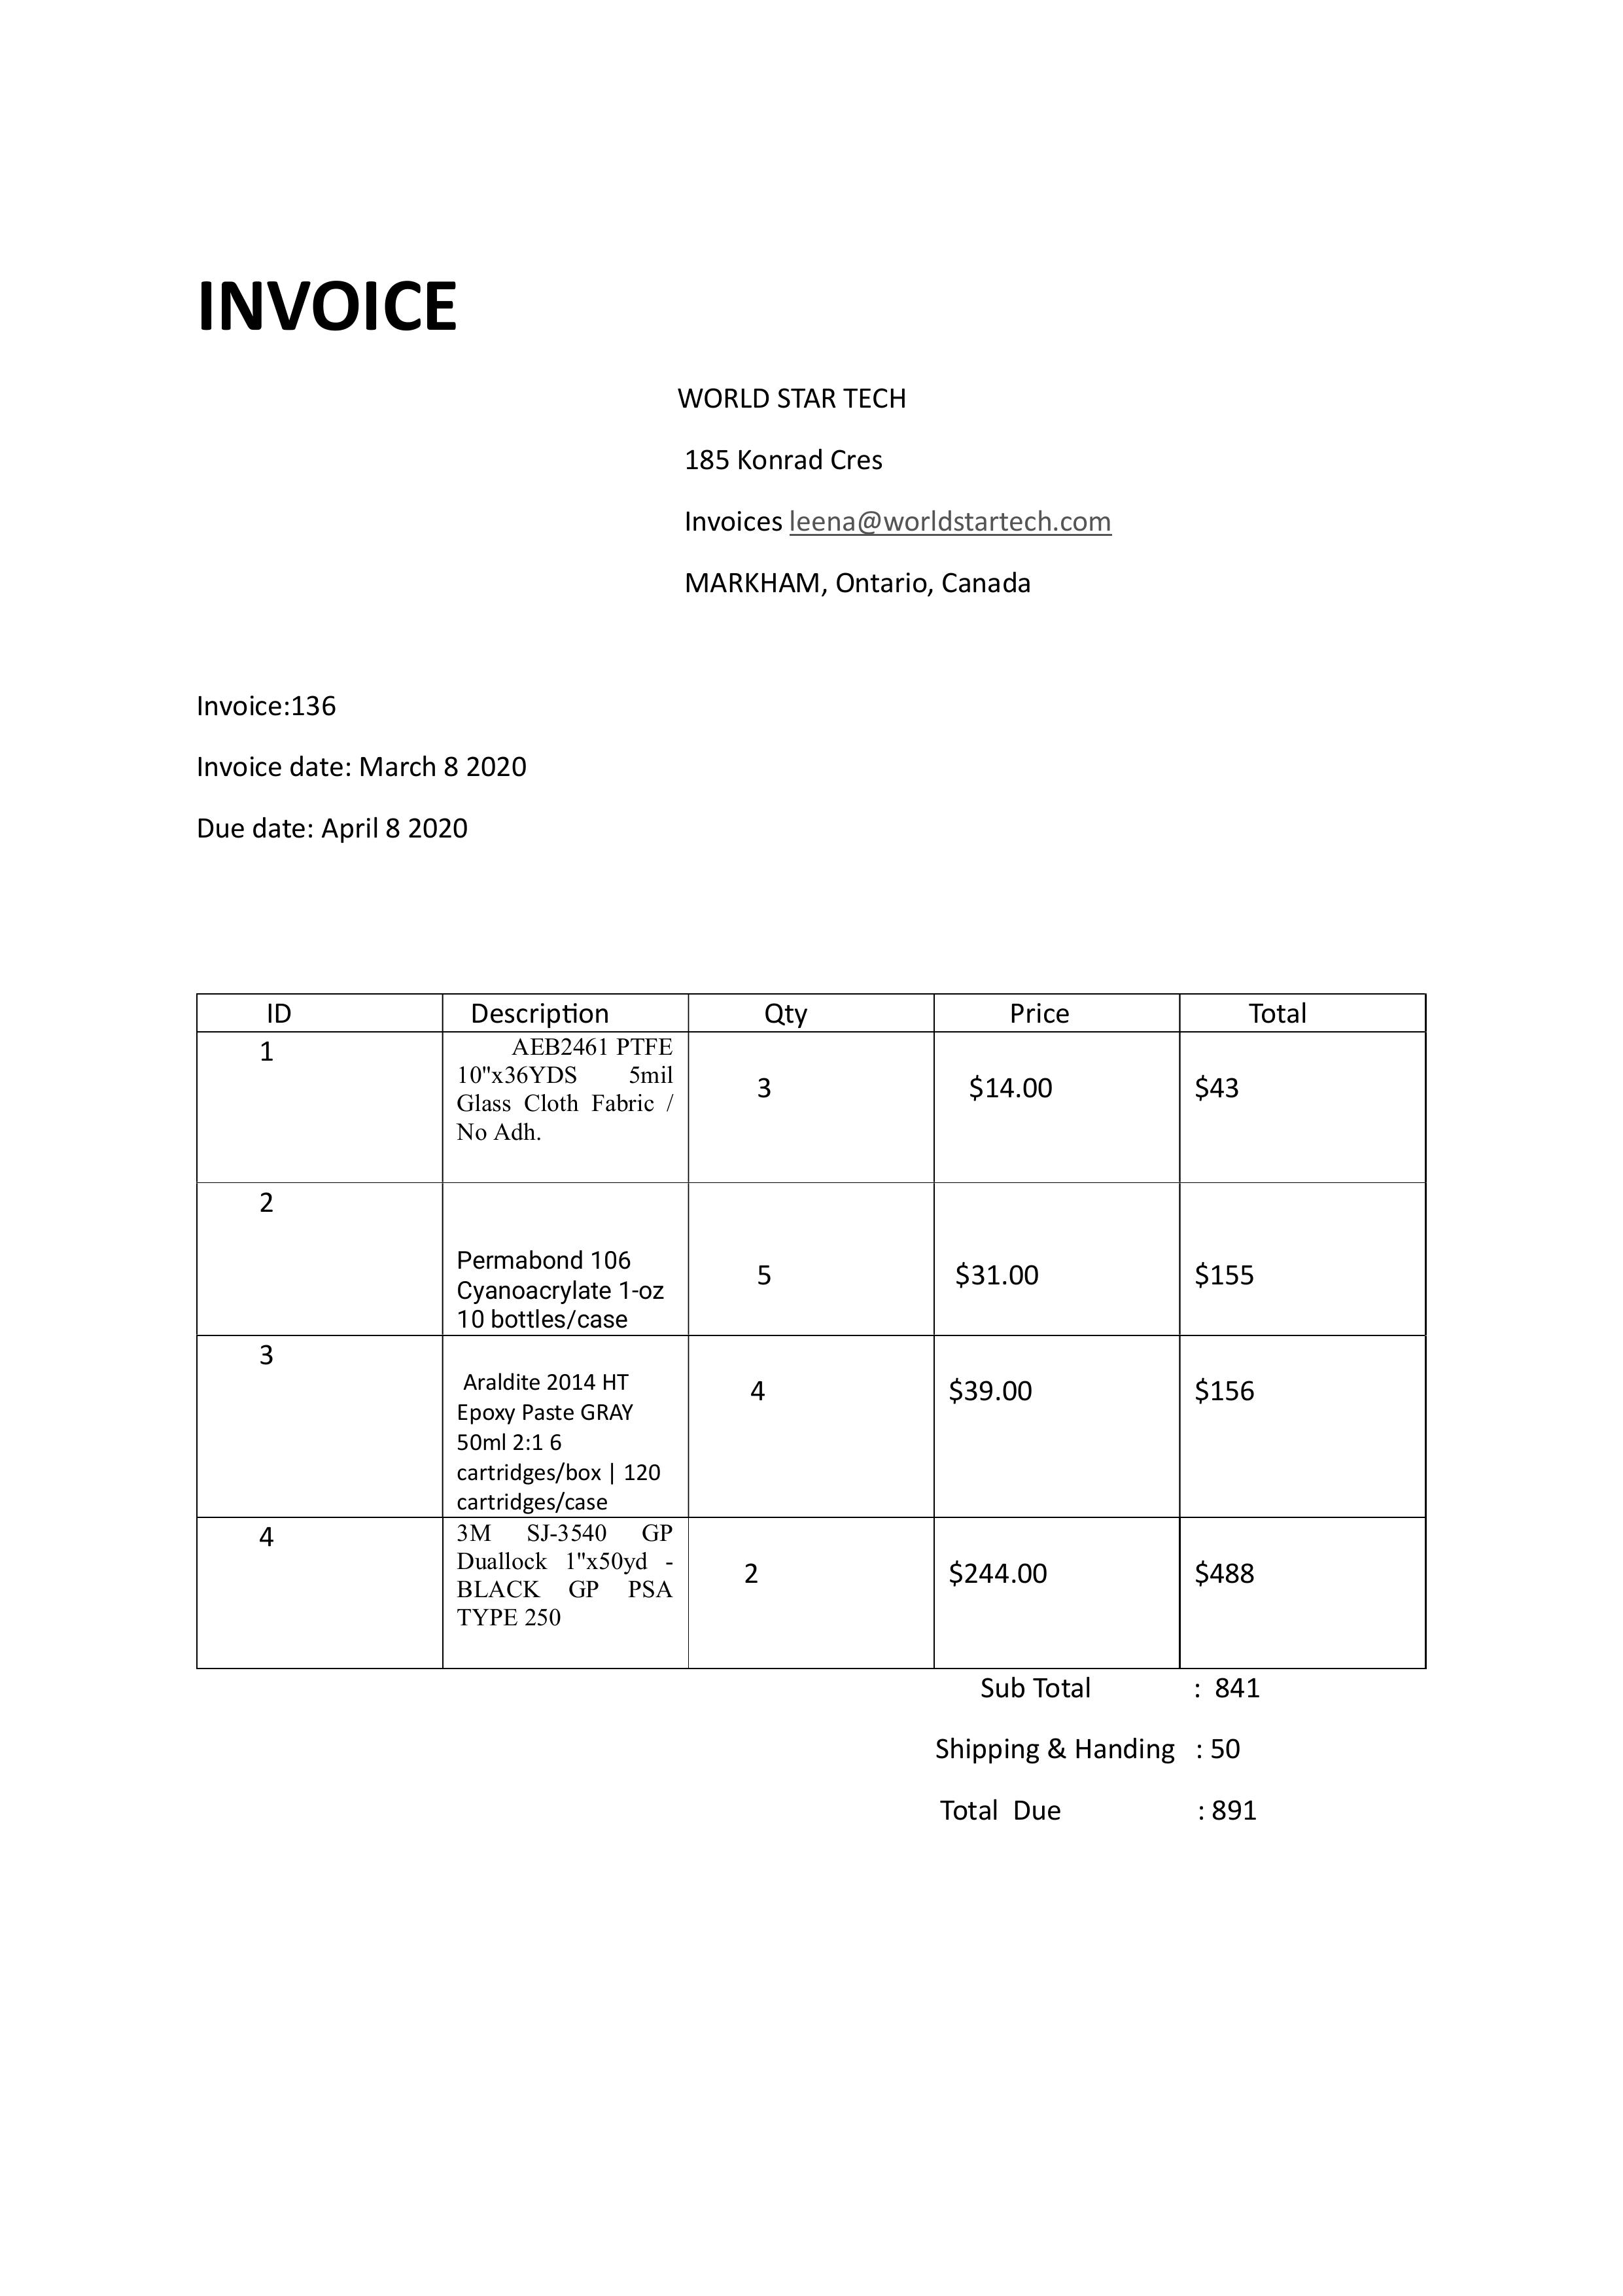 INVOICE
WORLD STAR TECH
185 Konrad Cres
Invoices leena@worldstartech.com
MARKHAM, Ontario, Canada
Invoice:136
Invoice date: March 8 2020
Due date: April 8 2020
ID Description Qty Price Total
1 AEB2461 PTFE
10"x36YDS 5mil
Glass Cloth Fabric /
No Adh.
3 $14.00 $43
2
Permabond 106
Cyanoacrylate 1-oz
10 bottles/case
5 $31.00 $155
3
Araldite 2014 HT
Epoxy Paste GRAY
50ml 2:1 6
cartridges/box | 120
cartridges/case
4 $39.00 $156
4 3M SJ-3540 GP
Duallock 1"x50yd -
BLACK GP PSA
TYPE 250
2 $244.00 $488
Sub Total : 841
Shipping & Handing : 50
Total Due : 891